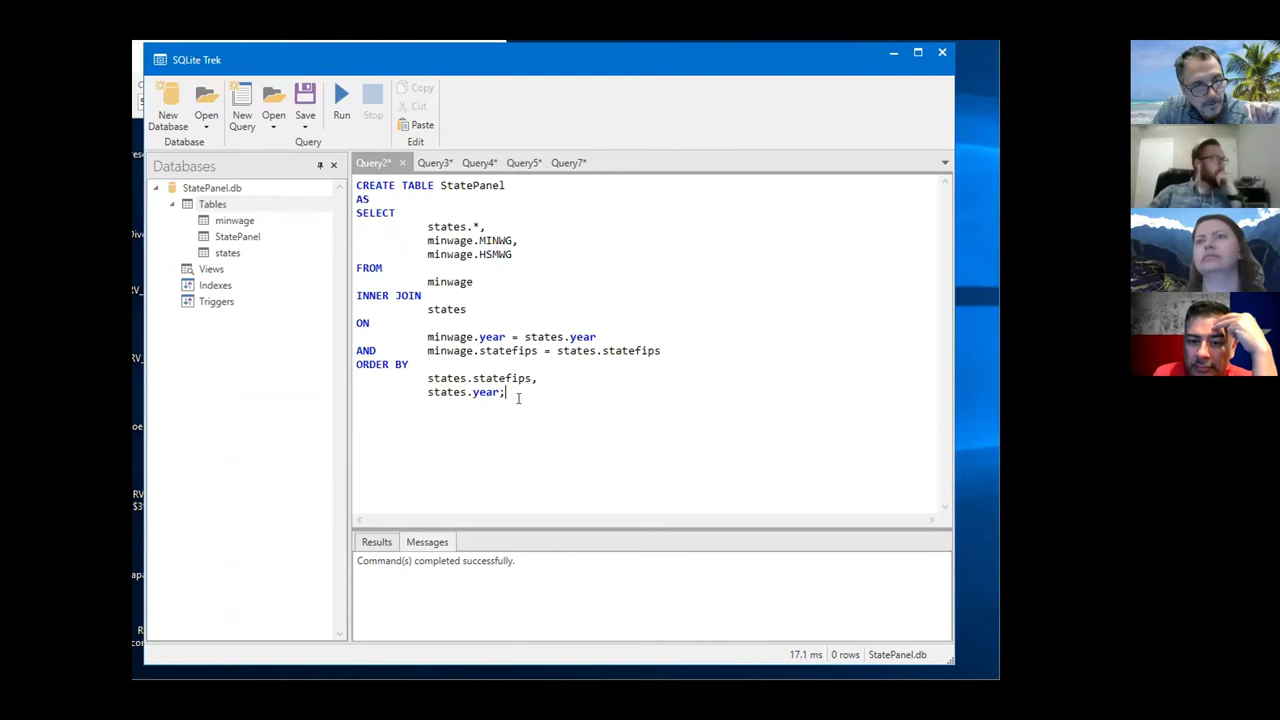 SQLite Trek
New Database
Open
New Query
Open
Save
Run
Stop
Copy
Cut
Paste
Database
Query
Edit
Databases
StatePanel.db
Tables
minwage
StatePanel
states
Views
Indexes
Triggers
Query2* Query3* Query4* Query5* Query7*
CREATE TABLE StatePanel
AS
SELECT
states.*,
minwage.MINWG,
minwage.HSMWG
FROM
minwage
INNER JOIN
states
ON
minwage.year = states.year
AND minwage.statefips = states.statefips
ORDER BY
states.statefips,
states.year;
Results Messages
Command(s) completed successfully.
17.1 ms 0 rows StatePanel.db